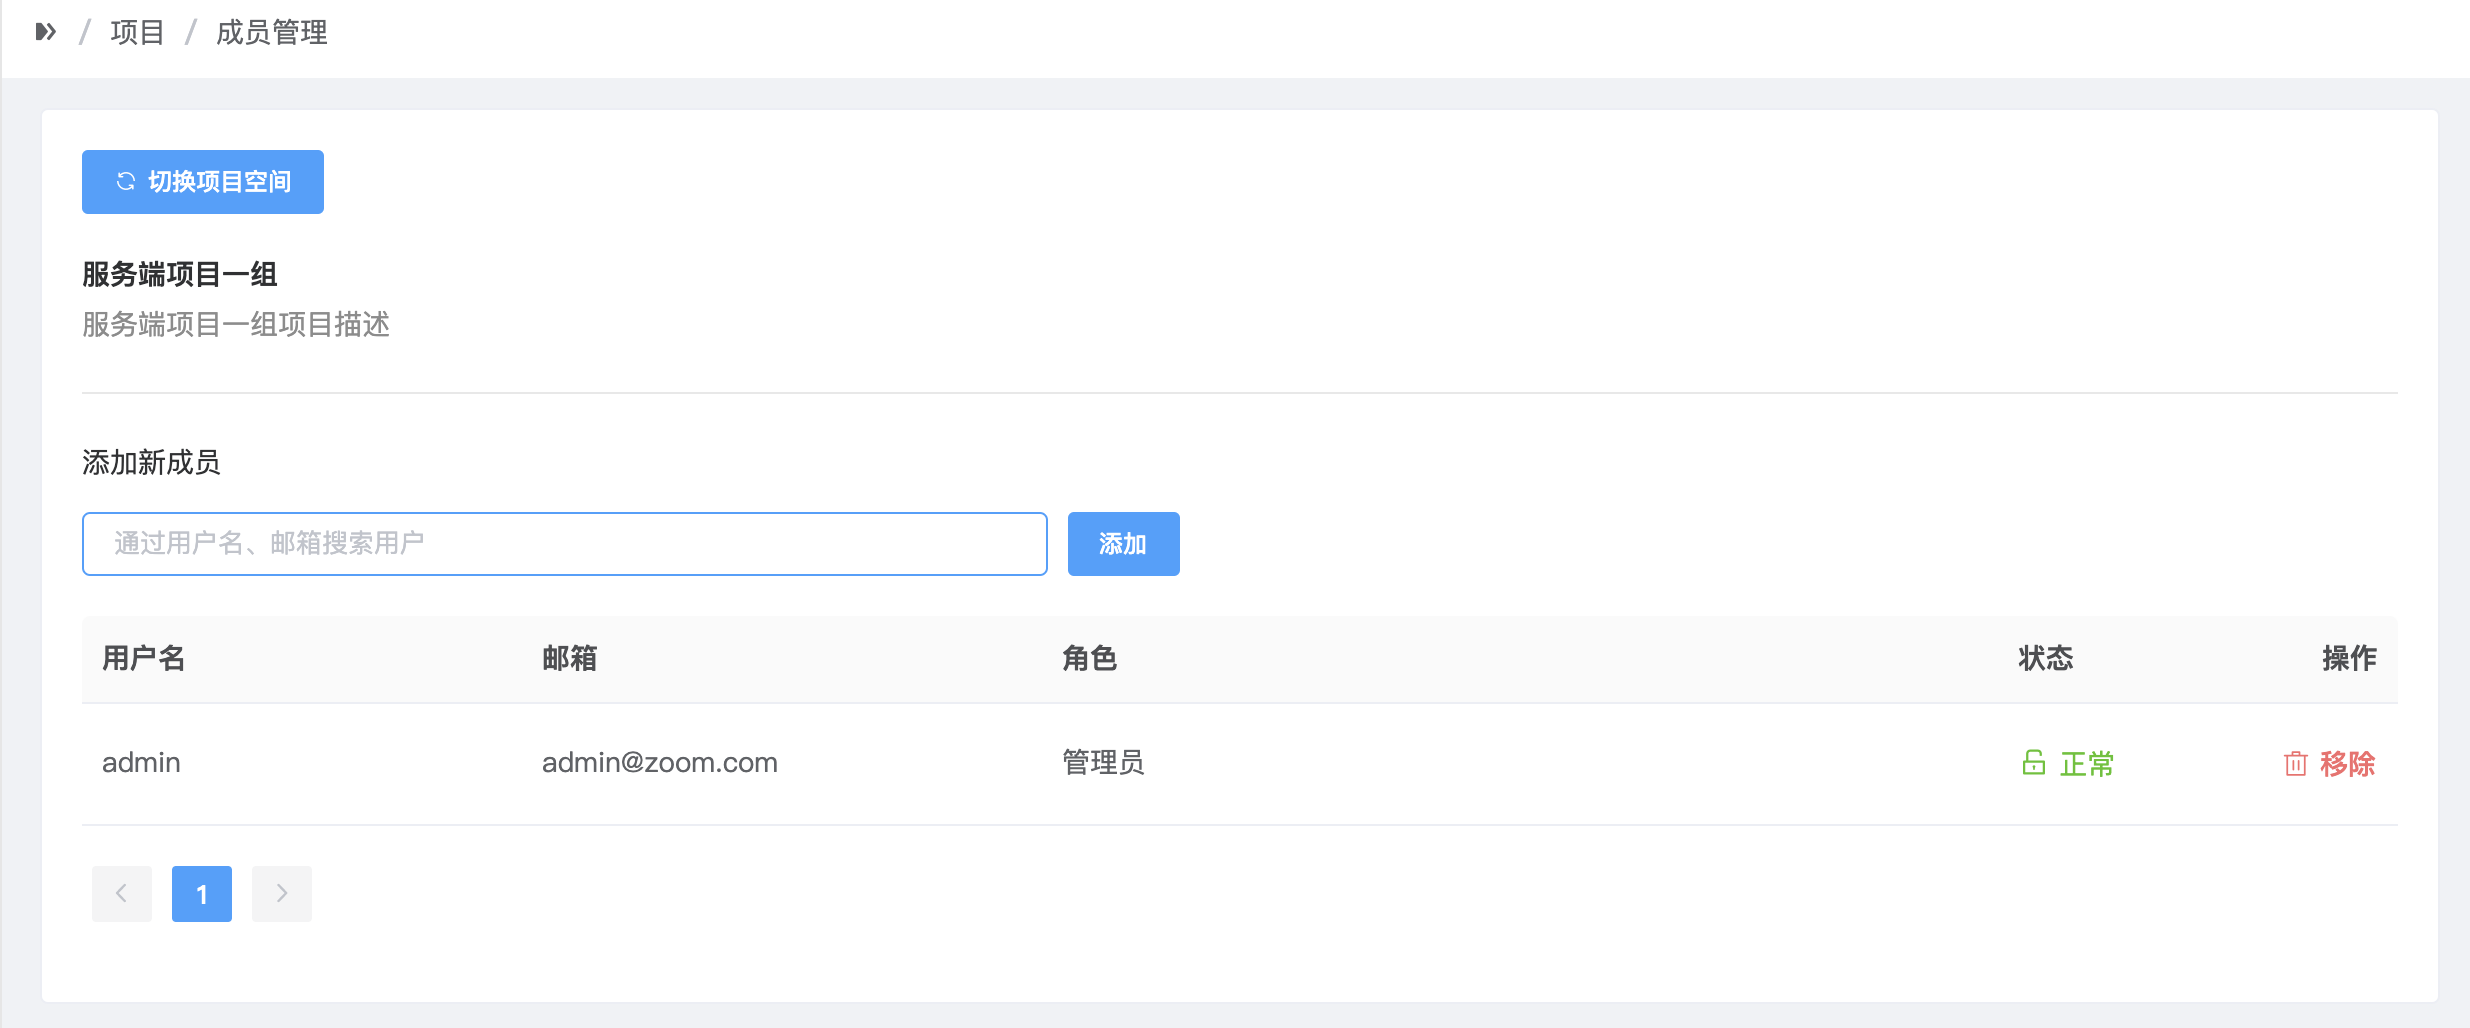 / 项目 / 成员管理
切换项目空间
服务端项目一组
服务端项目一组项目描述
添加新成员
通过用户名、邮箱搜索用户 添加
用户名 邮箱 角色 状态 操作
admin admin@zoom.com 管理员 正常 移除
1